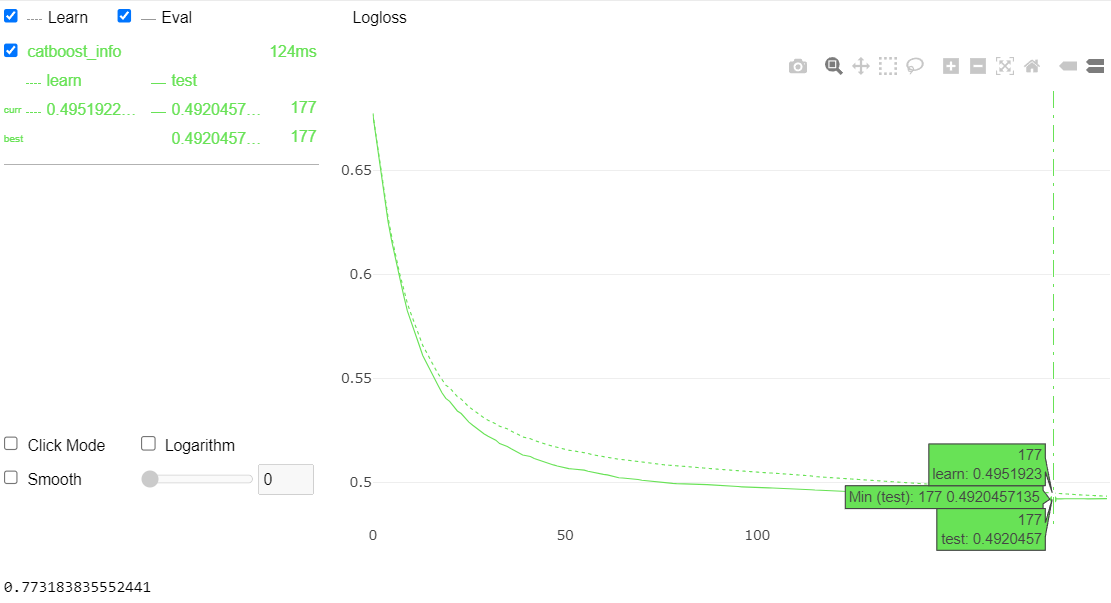 Learn Eval Logloss
catboost_info 124ms
learn test
curr 0.4951922... 0.4920457... 177
best 0.4920457... 177
0.65
0.6
0.55
0.5
0 50 100
177
learn: 0.4951923
Min (test): 177 0.4920457135
177
test: 0.4920457
Click Mode Logarithm
Smooth 0
0.773183835552441